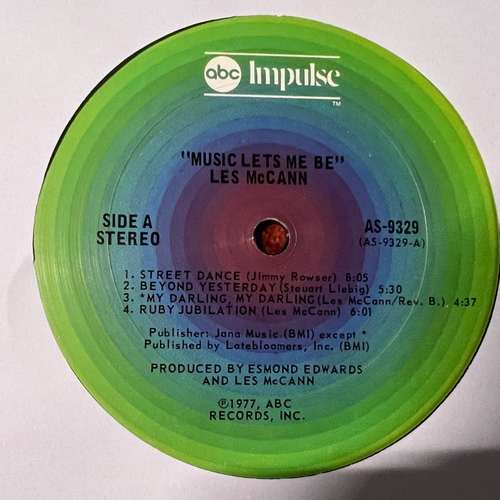 abc Impulse
TM
"MUSIC LETS ME BE"
LES McCANN
SIDE A
STEREO
AS-9329
(AS-9329-A)
1. STREET DANCE (Jimmy Rowser) 6:05
2. BEYOND YESTERDAY (Steuart Liebig) 5:30
3. *MY DARLING, MY DARLING (Les McCann/Rev. B.) 4:37
4. RUBY JUBILATION (Les McCann) 6:01
Publisher: Jana Music (BMI) except *
Published by Latebloomers, Inc. (BMI)
PRODUCED BY ESMOND EDWARDS
AND LES McCANN
℗1977, ABC
RECORDS, INC.